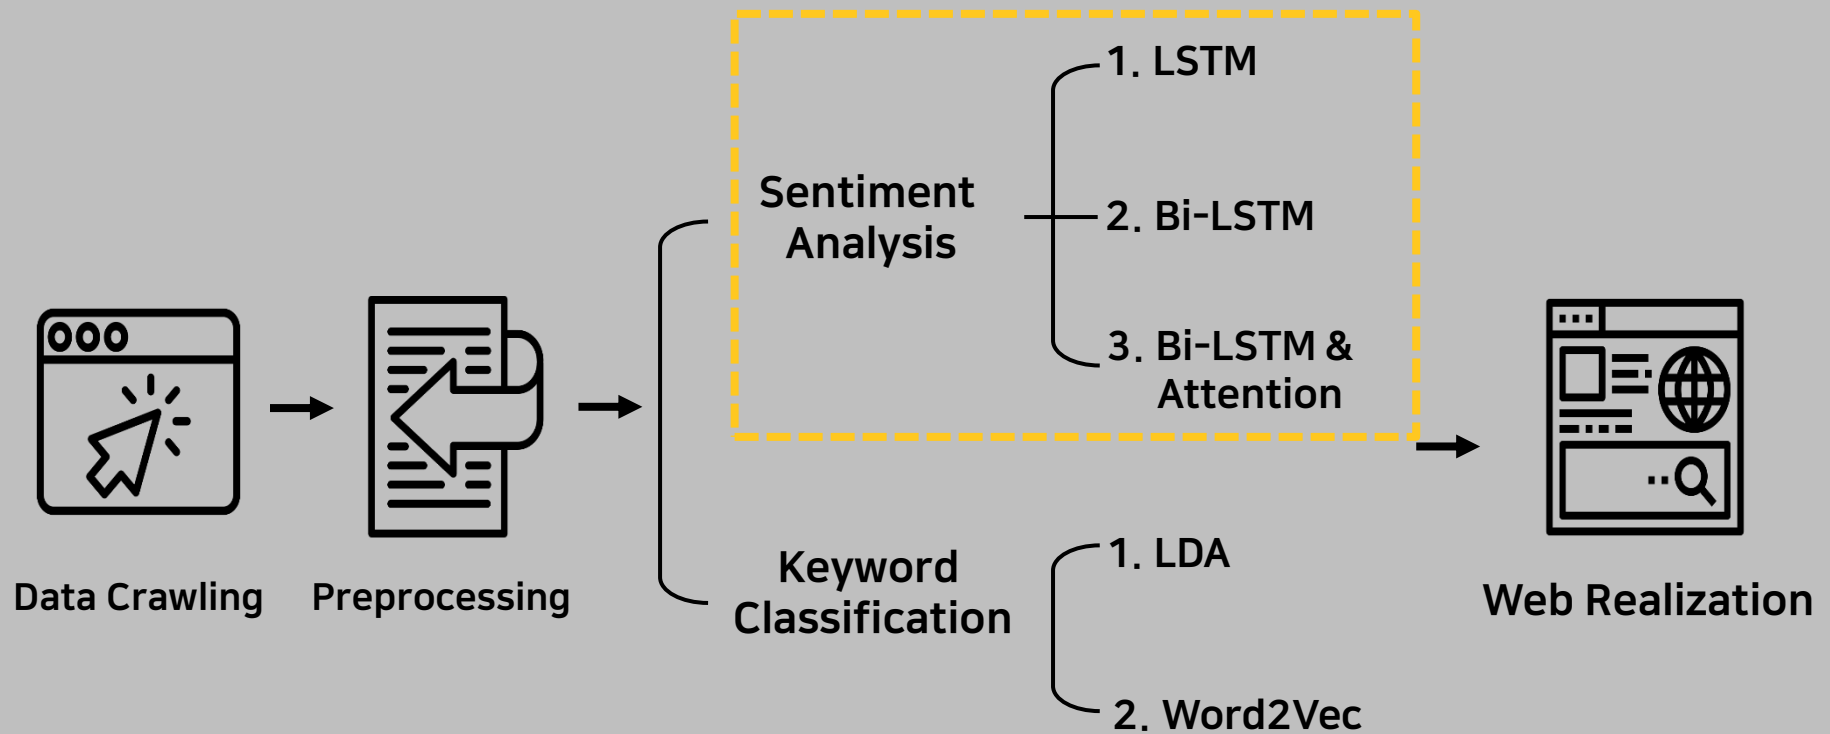 Data Crawling
Preprocessing
Sentiment
Analysis
1. LSTM
2. Bi-LSTM
3. Bi-LSTM &
Attention
Keyword
Classification
1. LDA
2. Word2Vec
Web Realization